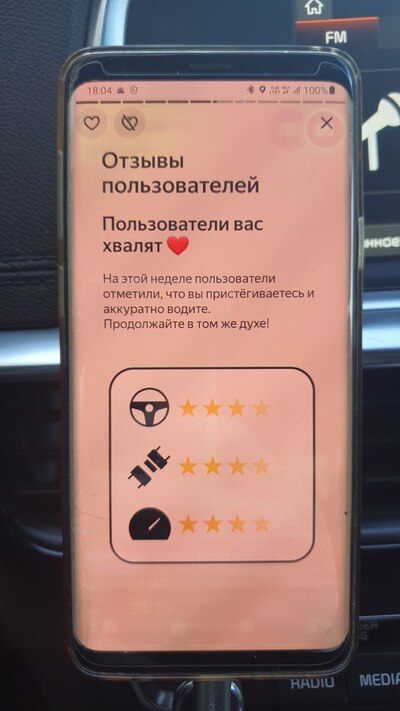 FM
18:04
100%
Отзывы
пользователей
Пользователи вас
хвалят
На этой неделе пользователи
отметили, что вы пристёгиваетесь и
аккуратно водите.
Продолжайте в том же духе!
RADIO
MEDIA